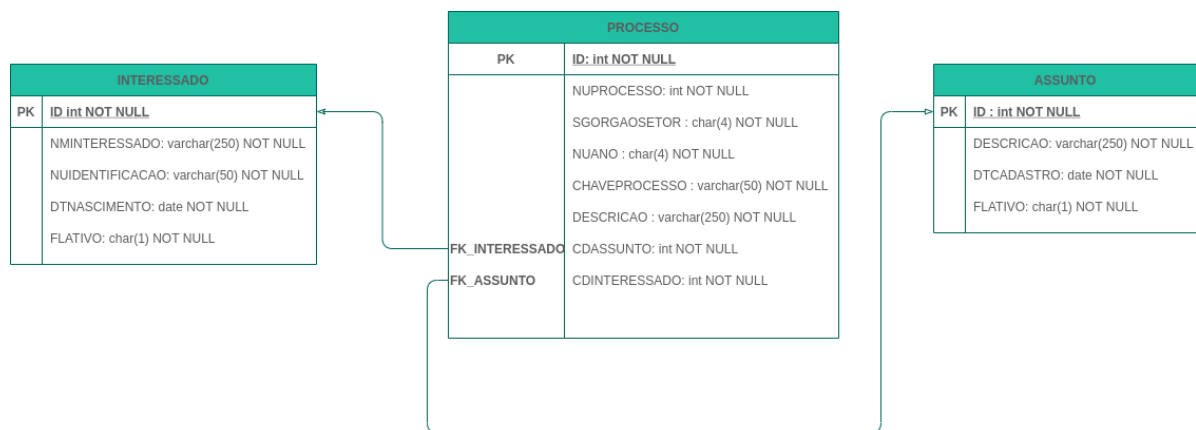 INTERESSADO
PK ID int NOT NULL
NMINTERESSADO: varchar(250) NOT NULL
NUIDENTIFICACAO: varchar(50) NOT NULL
DTNASCIMENTO: date NOT NULL
FLATIVO: char(1) NOT NULL
PROCESSO
PK ID: int NOT NULL
NUPROCESSO: int NOT NULL
SGORGAOSETOR : char(4) NOT NULL
NUANO : char(4) NOT NULL
CHAVEPROCESSO : varchar(50) NOT NULL
DESCRICAO : varchar(250) NOT NULL
FK_INTERESSADO CDASSUNTO: int NOT NULL
FK_ASSUNTO CDINTERESSADO: int NOT NULL
ASSUNTO
PK ID : int NOT NULL
DESCRICAO: varchar(250) NOT NULL
DTCADASTRO: date NOT NULL
FLATIVO: char(1) NOT NULL